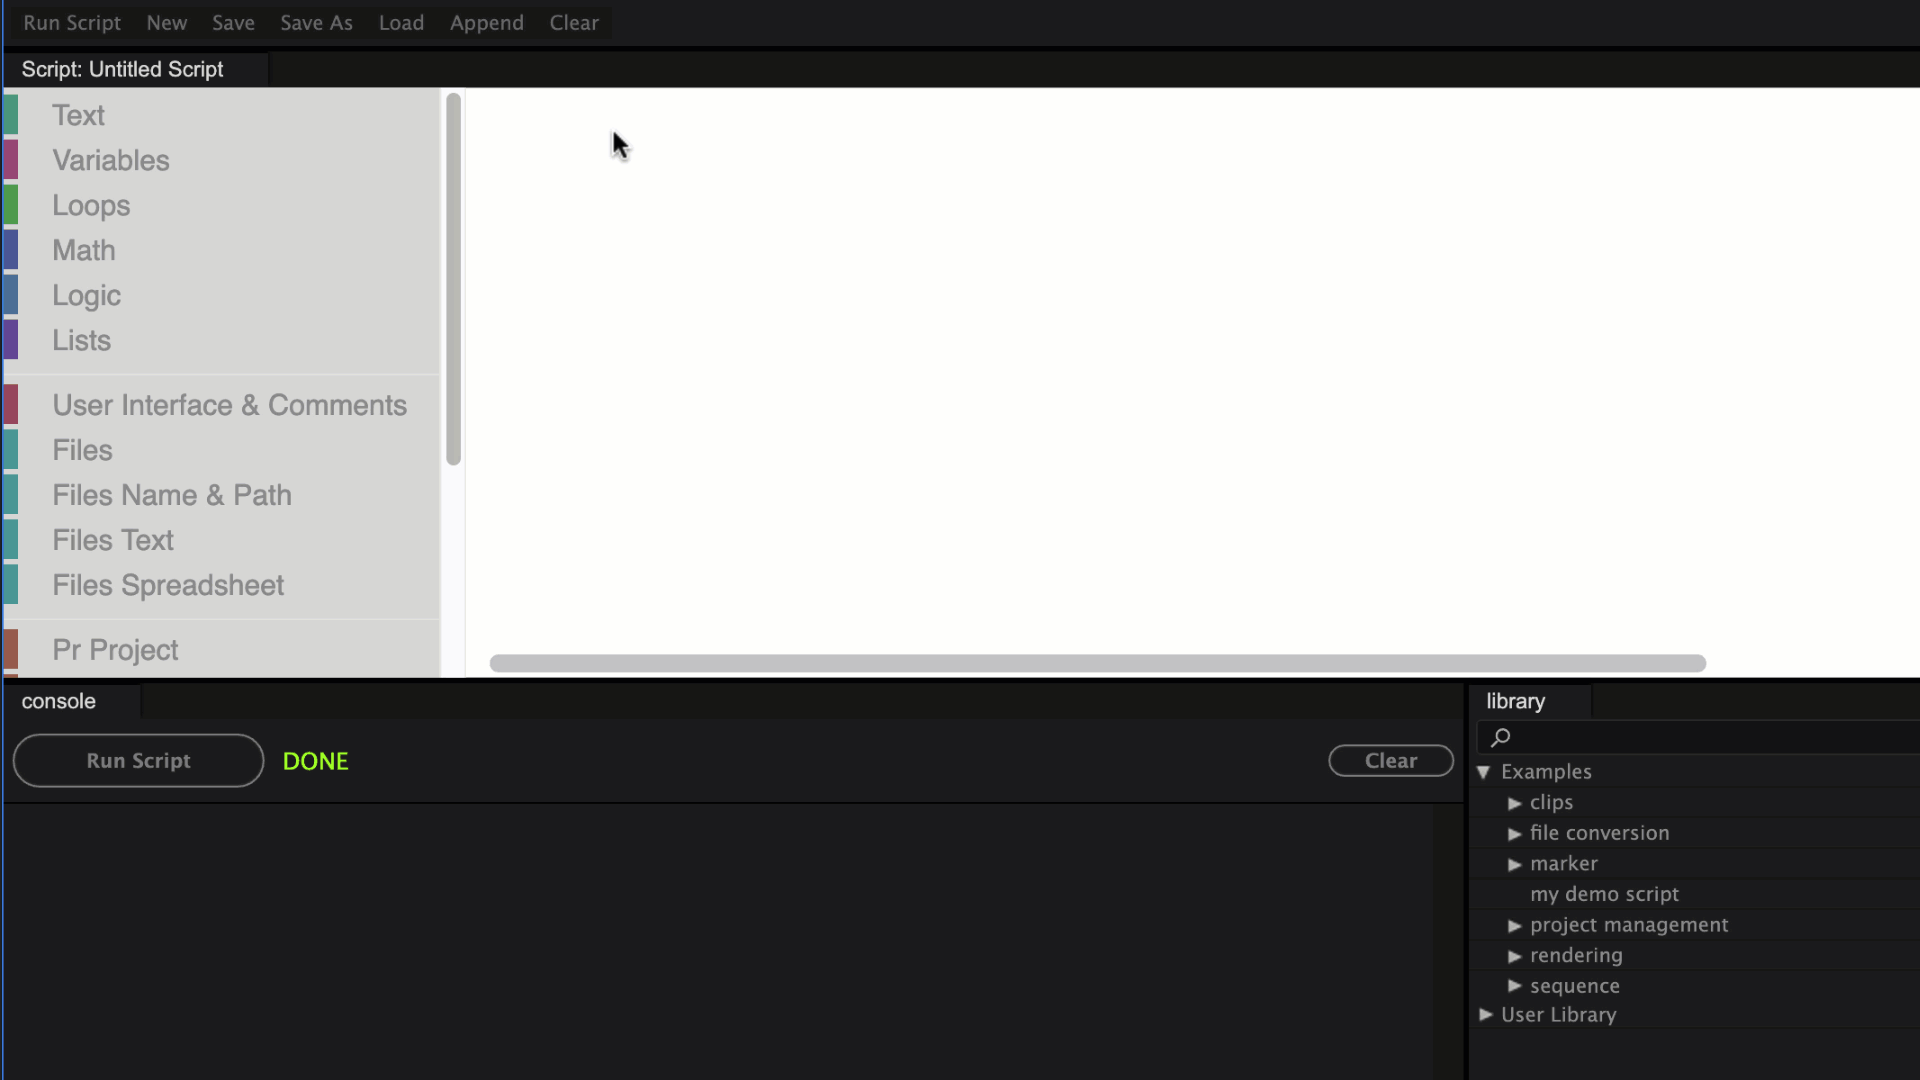 Run Script New Save Save As Load Append Clear
Script: Untitled Script
Text
Variables
Loops
Math
Logic
Lists
User Interface & Comments
Files
Files Name & Path
Files Text
Files Spreadsheet
Pr Project
console
Run Script DONE Clear
library
Examples
clips
file conversion
marker
my demo script
project management
rendering
sequence
User Library